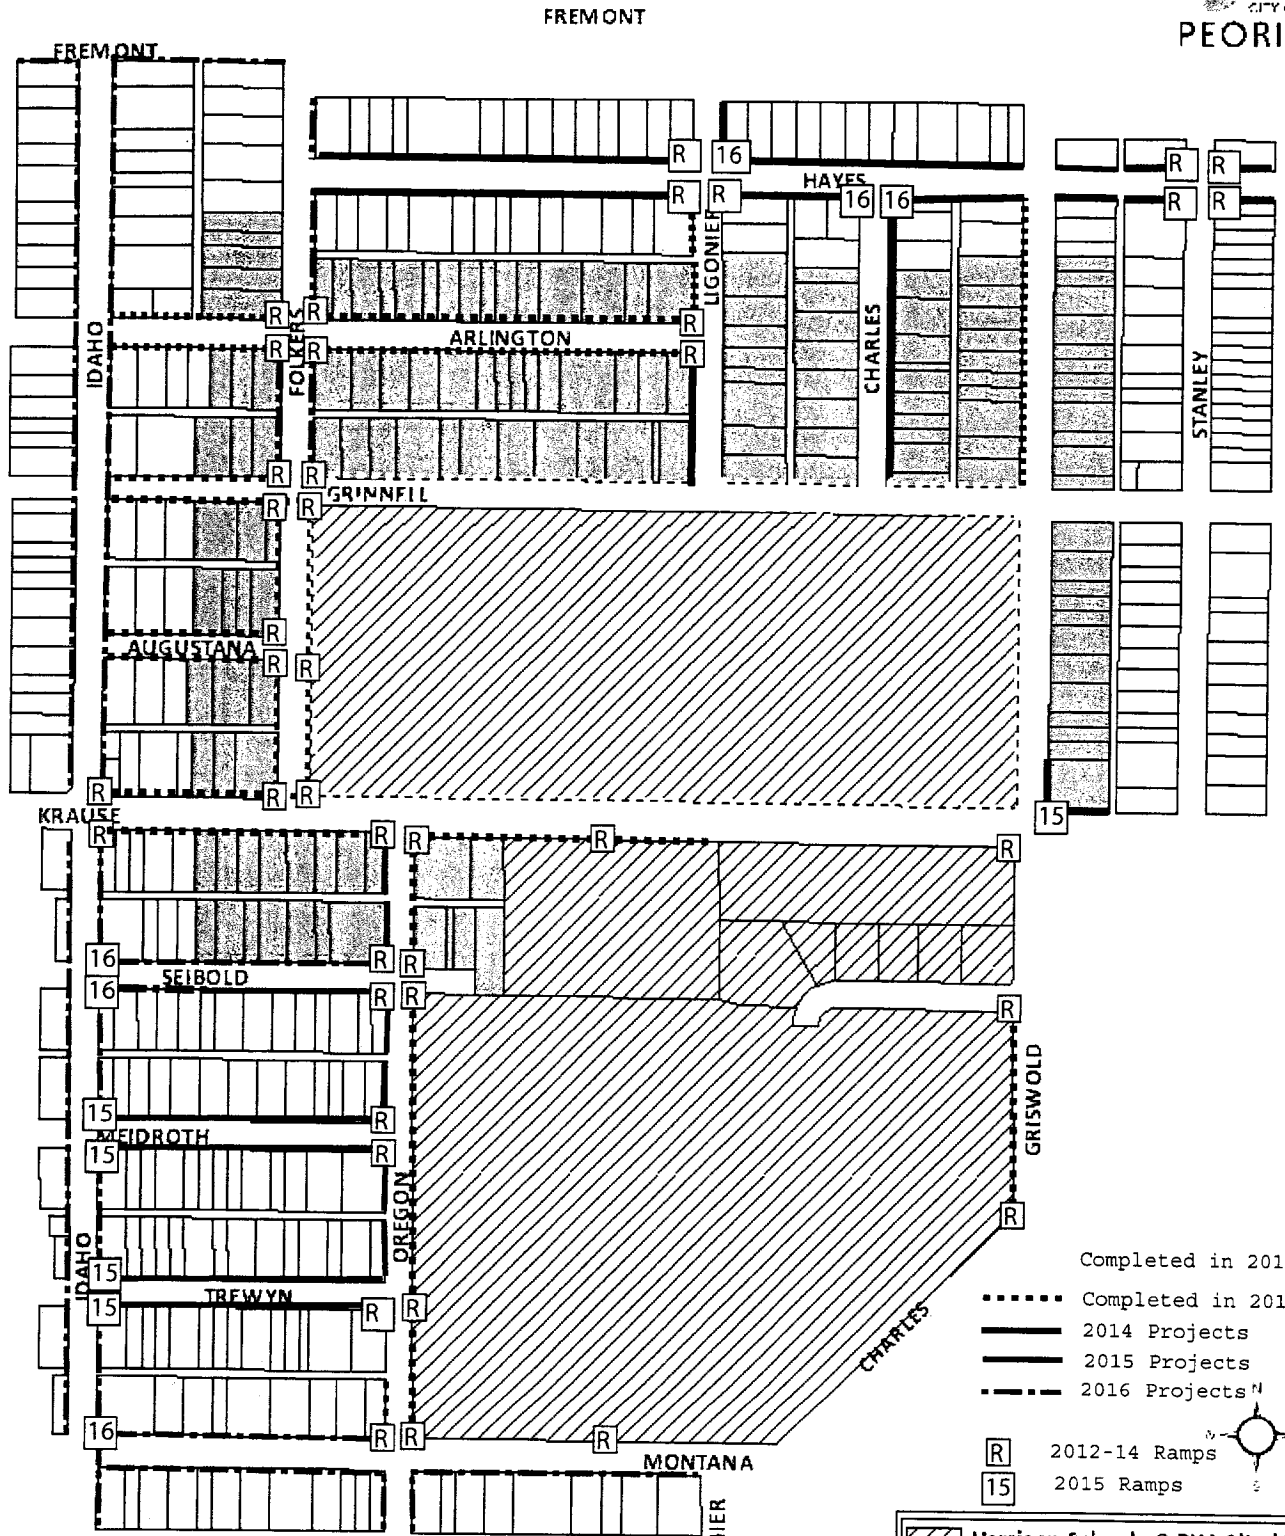 FREMONT
CITY
PEORI
FREMONT
R
16
R
R
HAYES
R
R
16
16
R
R
LIGONIER
R
R
FOLKERS
R
ARLINGTON
R
IDAHO
CHARLES
R
R
R
STANLEY
R
R
GRINNELL
R
R
R
AUGUSTANA
R
R
R
R
R
KRAUSE
15
R
R
R
R
R
16
R
R
SEIBOLD
16
R
R
R
15
R
GRISWOLD
MEIDROTH
15
R
OREGON
R
IDAHO
15
TREWYN
15
R
R
CHARLES
16
R
R
R
MONTANA
Completed in 201
Completed in 201
2014 Projects
2015 Projects
2016 Projects
N
R 2012-14 Ramps
15 2015 Ramps